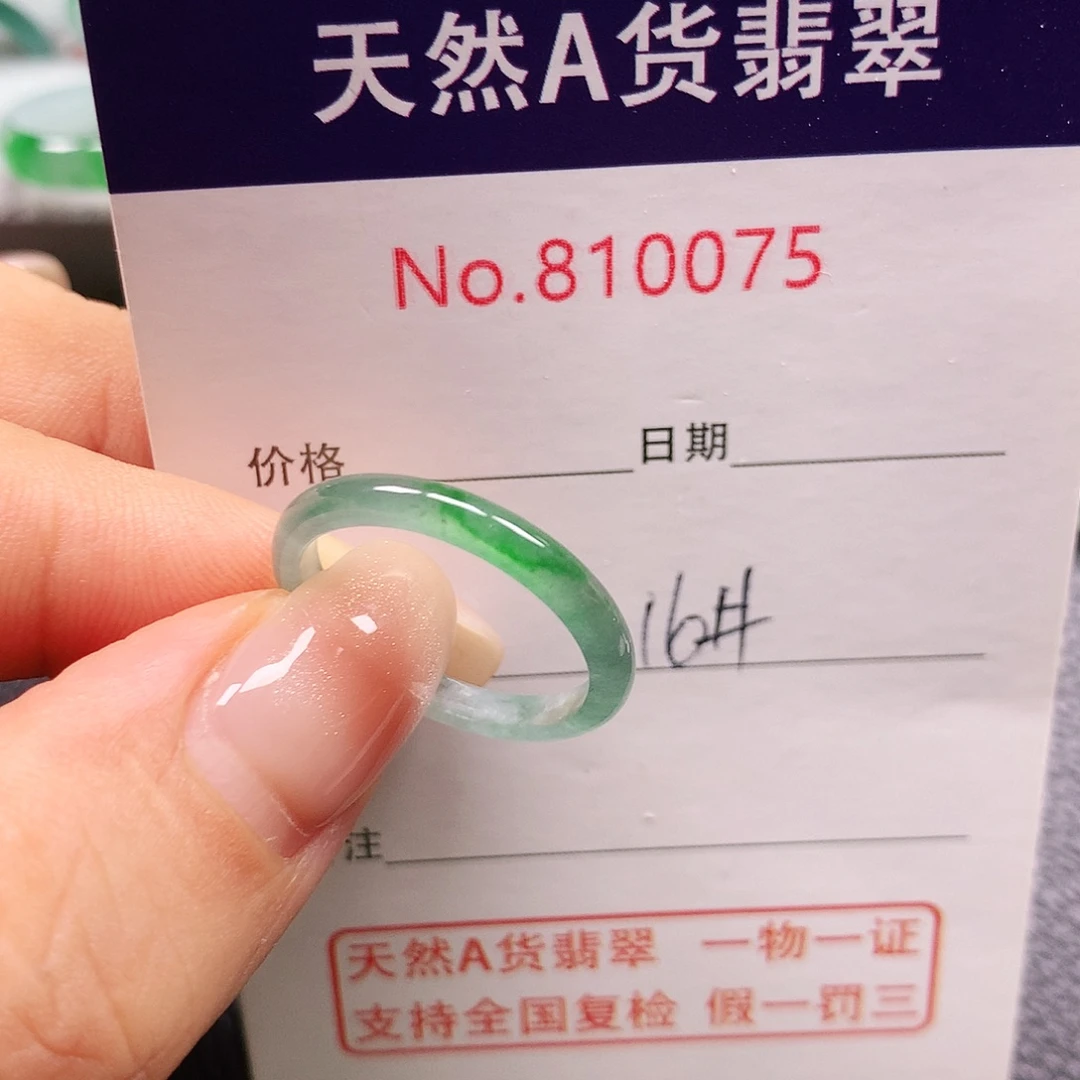 天然A货翡翠
No.810075
价格 日期
16#
注
天然A货翡翠 一物一证
支持全国复检 假一罚三